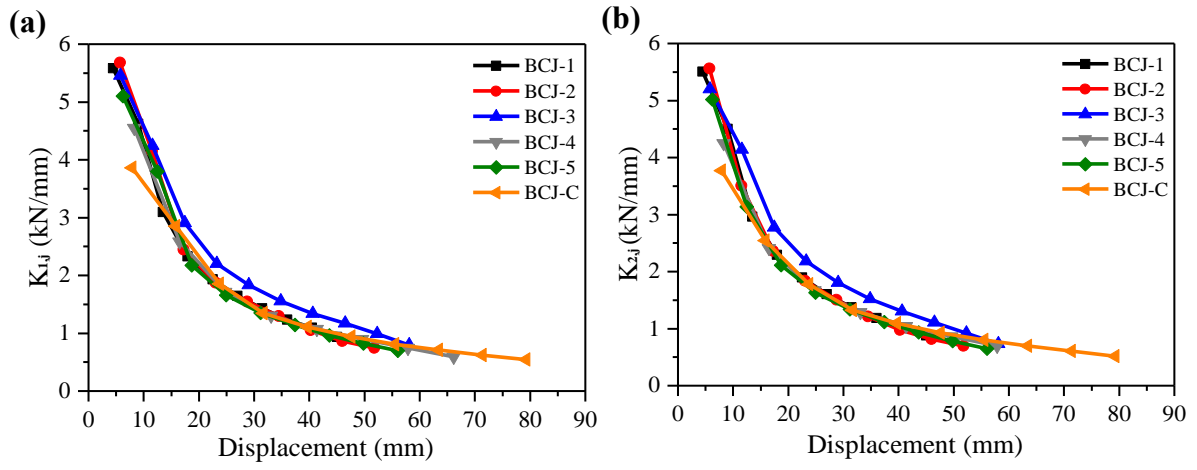 (a)
K₁,ⱼ (kN/mm)
6
5
4
3
2
1
0
BCJ-1
BCJ-2
BCJ-3
BCJ-4
BCJ-5
BCJ-C
0 10 20 30 40 50 60 70 80 90
Displacement (mm)
(b)
K₂,ⱼ (kN/mm)
6
5
4
3
2
1
0
BCJ-1
BCJ-2
BCJ-3
BCJ-4
BCJ-5
BCJ-C
0 10 20 30 40 50 60 70 80 90
Displacement (mm)